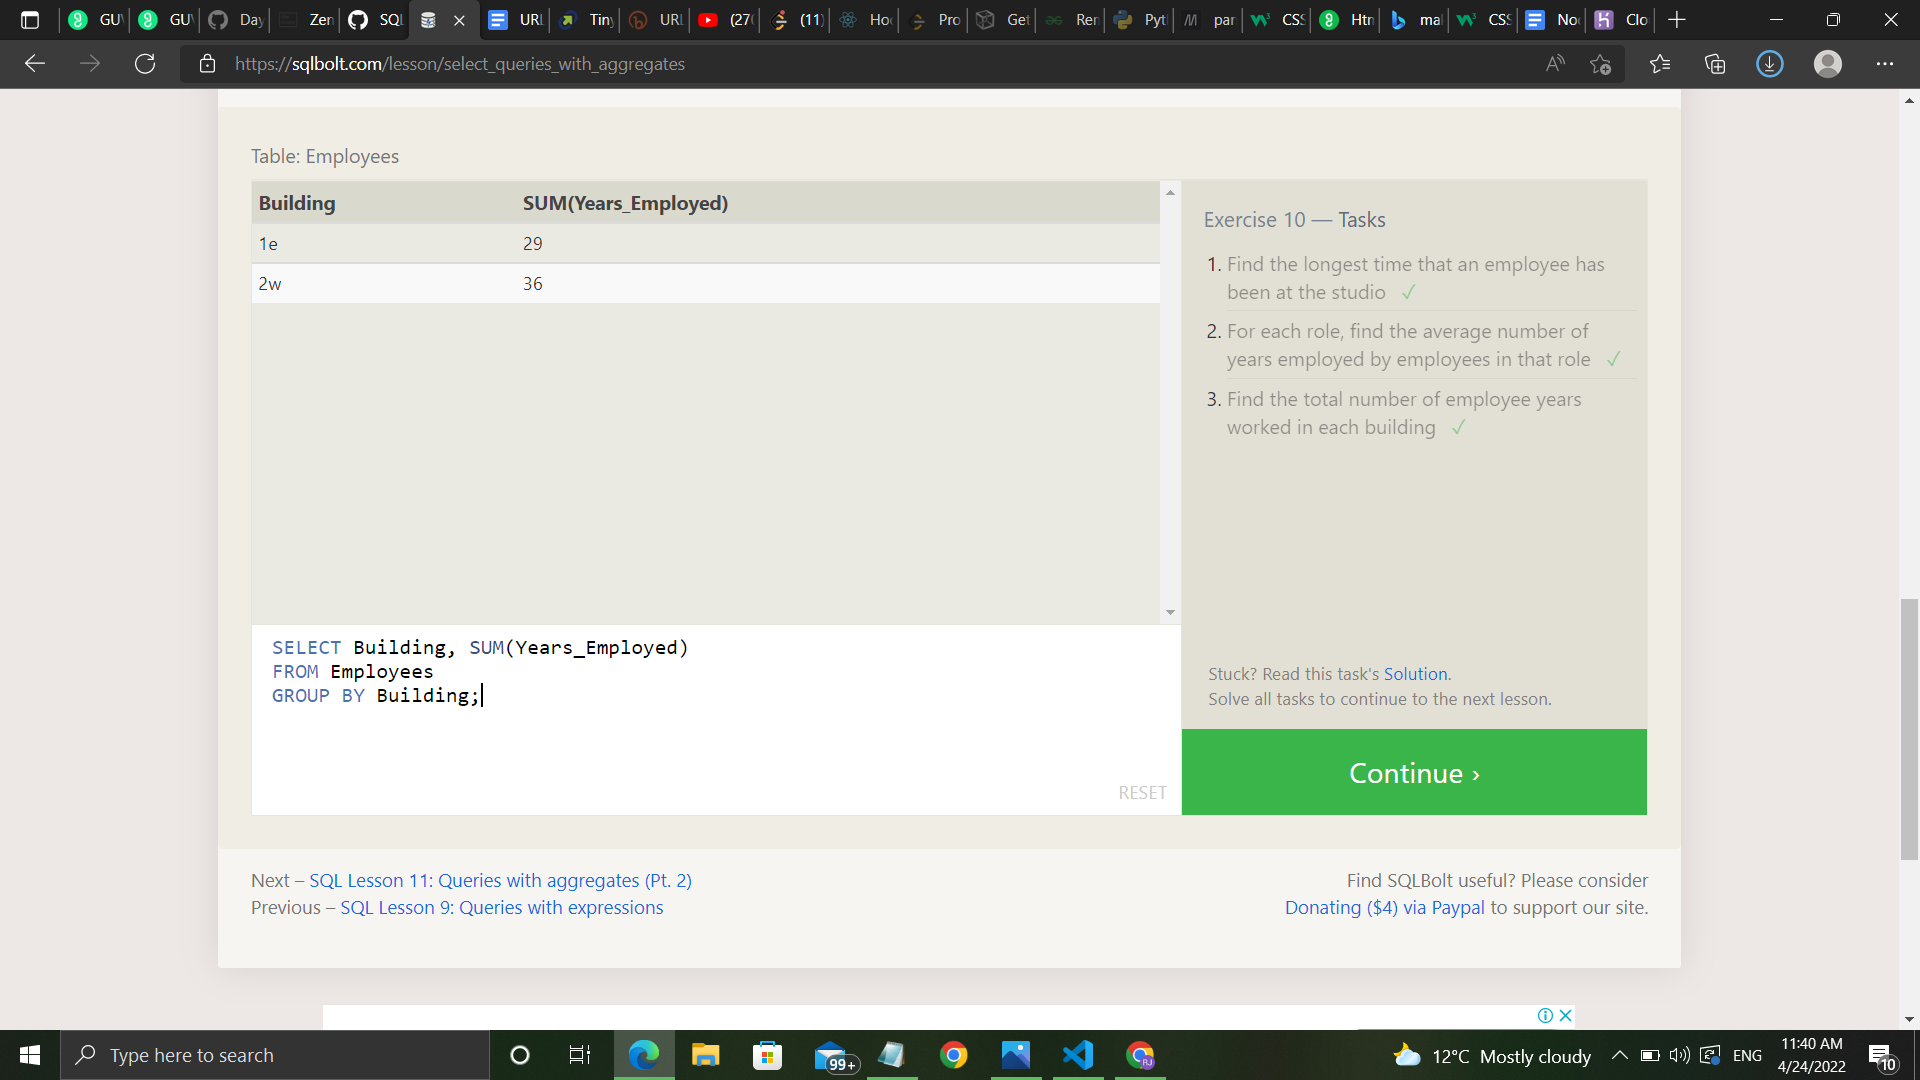 GU
GU
Day
Zen
SQL
URL
Tiny
URL
(27
(11)
Hoo
Pro
Get
Ren
Pyt
par
CSS
Htm
mal
CSS
Noc
Clo
https://sqlbolt.com/lesson/select_queries_with_aggregates
Table: Employees
Building SUM(Years_Employed)
1e 29
2w 36
Exercise 10 — Tasks
1. Find the longest time that an employee has
been at the studio ✓
2. For each role, find the average number of
years employed by employees in that role ✓
3. Find the total number of employee years
worked in each building ✓
SELECT Building, SUM(Years_Employed)
FROM Employees
GROUP BY Building;
RESET
Stuck? Read this task's Solution.
Solve all tasks to continue to the next lesson.
Continue ›
Next – SQL Lesson 11: Queries with aggregates (Pt. 2)
Previous – SQL Lesson 9: Queries with expressions
Find SQLBolt useful? Please consider
Donating ($4) via Paypal to support our site.
Type here to search
99+
RJ
12°C Mostly cloudy
ENG
11:40 AM
4/24/2022
10